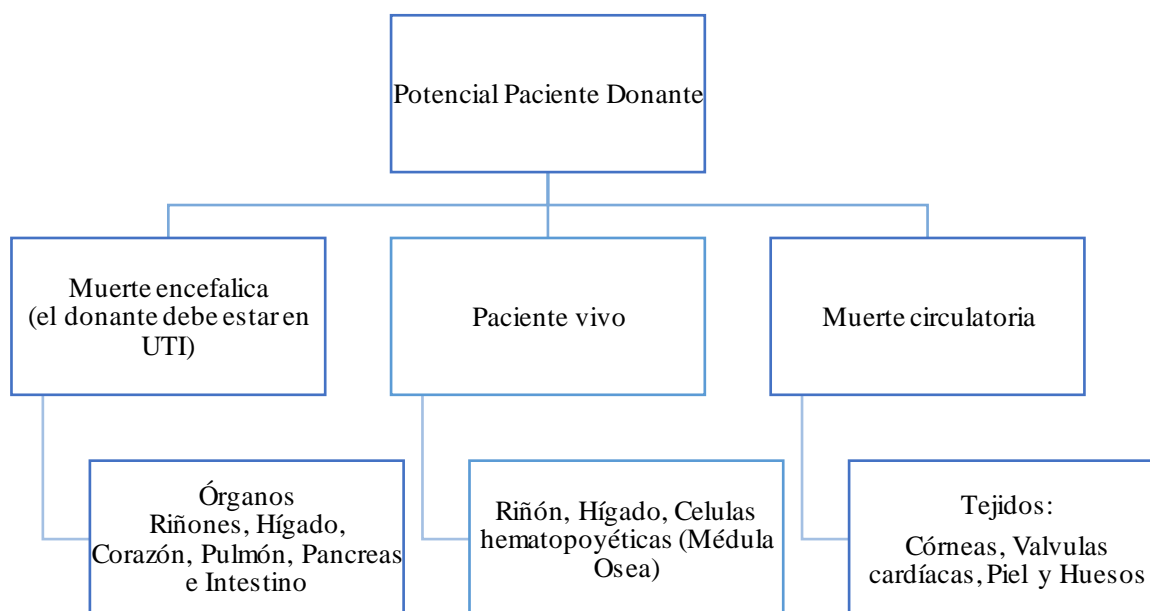 Potencial Paciente Donante
Muerte encefalica
(el donante debe estar en
UTI)
Paciente vivo
Muerte circulatoria
Órganos
Riñones, Hígado,
Corazón, Pulmón, Pancreas
e Intestino
Riñón, Hígado, Celulas
hematopoyéticas (Médula
Osea)
Tejidos:
Córneas, Valvulas
cardíacas, Piel y Huesos